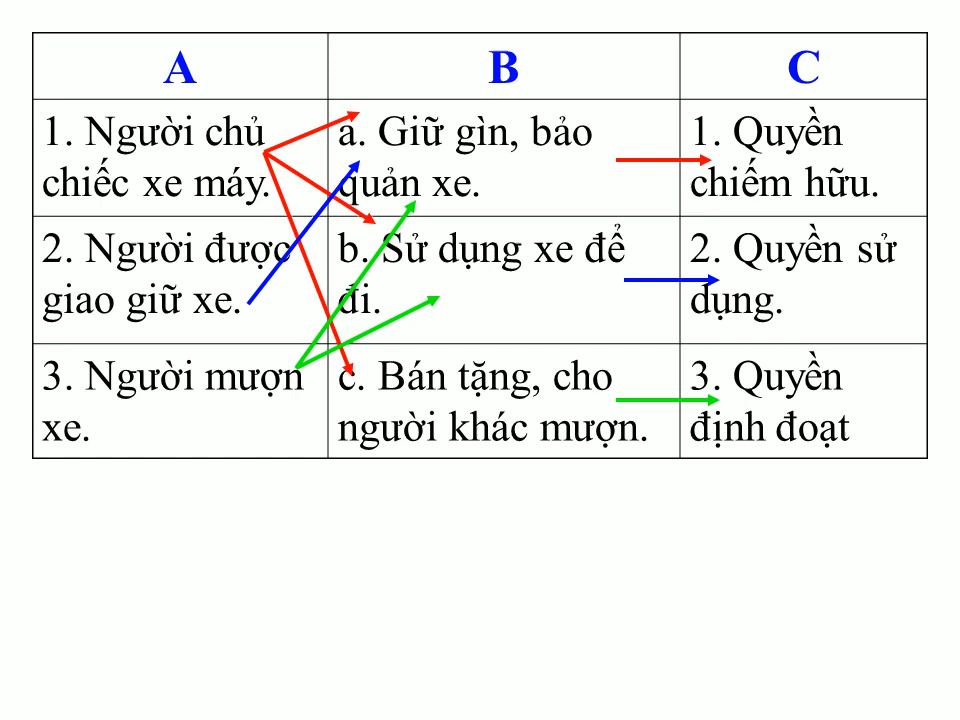 A B C
1. Người chủ
chiếc xe máy.
a. Giữ gìn, bảo
quản xe.
1. Quyền
chiếm hữu.
2. Người được
giao giữ xe.
b. Sử dụng xe để
đi.
2. Quyền sử
dụng.
3. Người mượn
xe.
c. Bán tặng, cho
người khác mượn.
3. Quyền
định đoạt